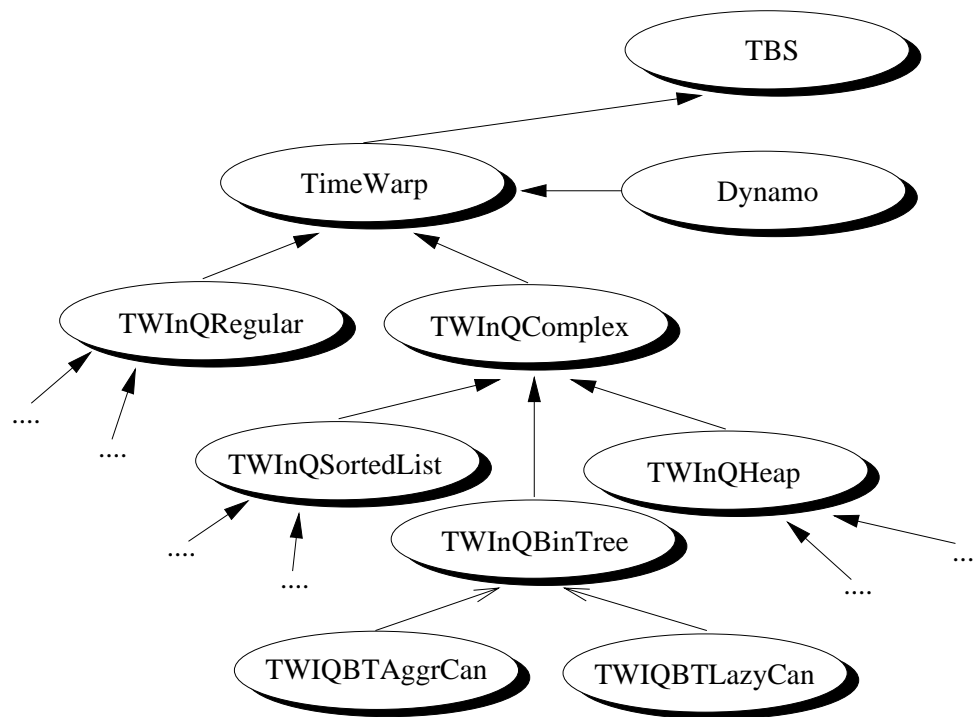 TBS
TimeWarp
Dynamo
TWInQRegular
TWInQComplex
....
....
TWInQSortedList
TWInQHeap
TWInQBinTree
....
....
....
...
TWIQBTAggrCan
TWIQBTLazyCan